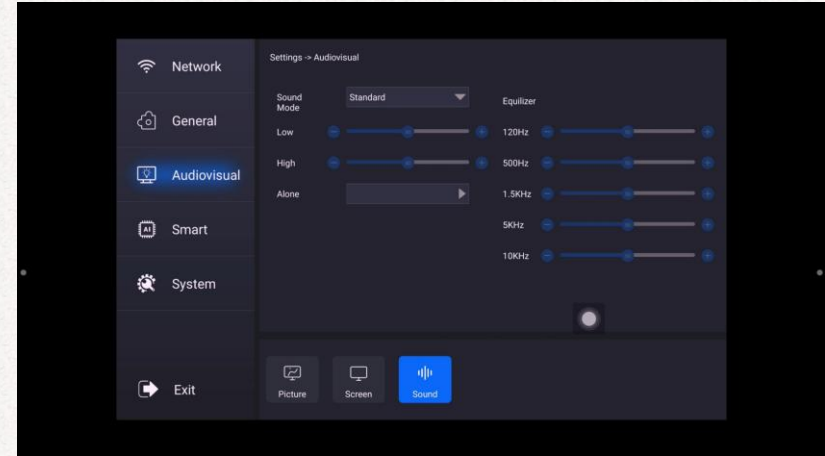 Network
General
Audiovisual
AI
Smart
System
Exit
Settings -> Audiovisual
Sound
Mode
Standard
Low
High
Alone
Equilizer
120Hz
500Hz
1.5KHz
5KHz
10KHz
Picture
Screen
Sound